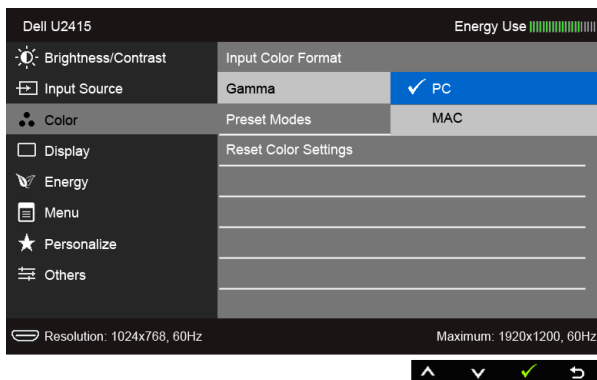 Dell U2415 Energy Use
Brightness/Contrast Input Color Format
Input Source Gamma PC
Color Preset Modes MAC
Display Reset Color Settings
Energy
Menu
Personalize
Others
Resolution: 1024x768, 60Hz Maximum: 1920x1200, 60Hz